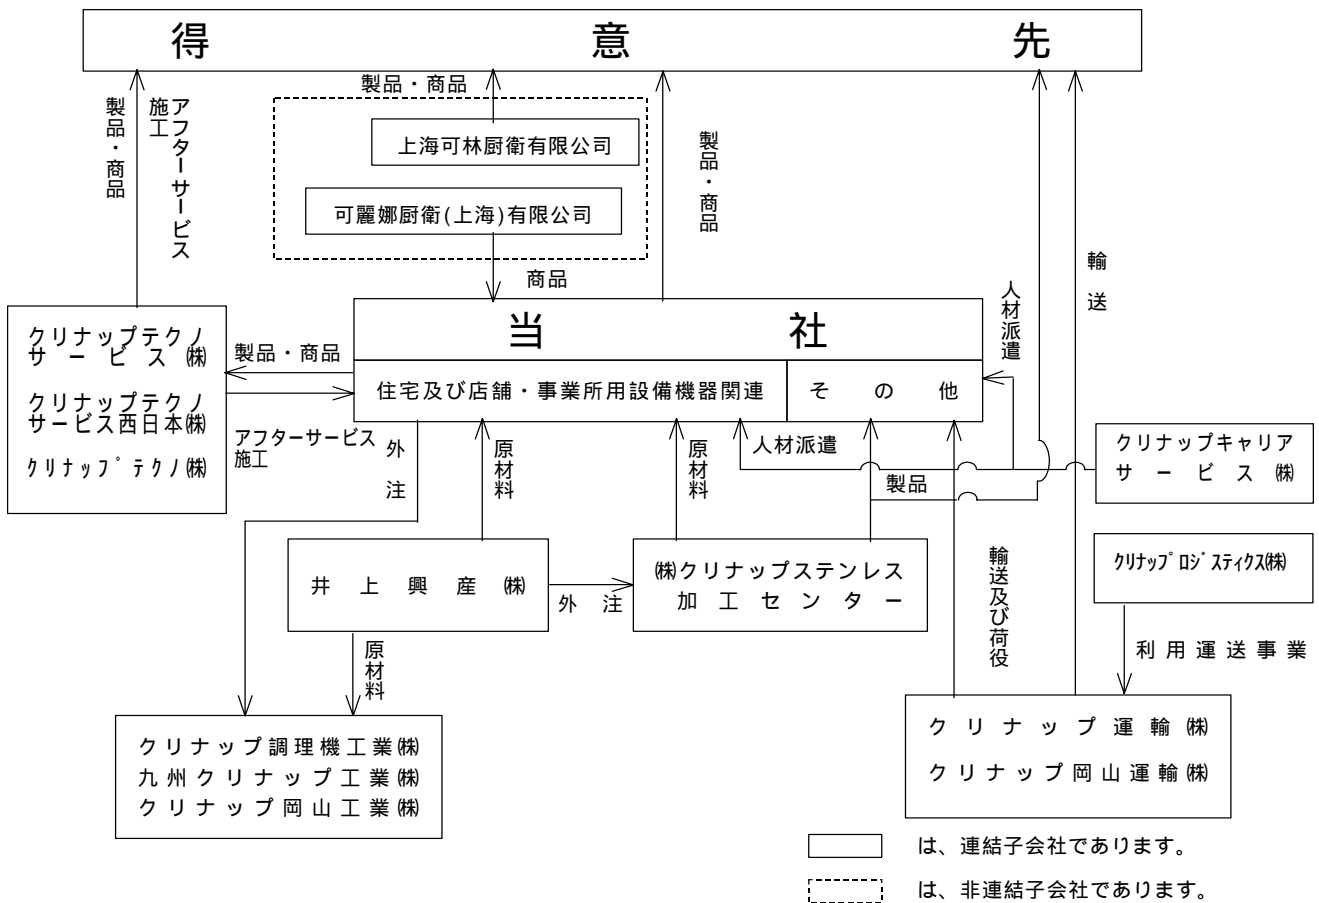 得意先
製品・商品
製品・商品
アフターサービス
施工
上海可林厨衛有限公司
可麗娜厨衛(上海)有限公司
製品・商品
商品
輸送
人材派遣
当社
住宅及び店舗・事業所用設備機器関連
その他
クリナップテクノ
サービス㈱
クリナップテクノ
サービス西日本㈱
クリナップテクノ㈱
製品・商品
アフターサービス
施工
外注
原材料
原材料
人材派遣
製品
クリナップキャリア
サービス㈱
井上興産㈱
外注
㈱クリナップステンレス
加工センター
輸送及び荷役
クリナップロジスティクス㈱
利用運送事業
原材料
クリナップ調理機工業㈱
九州クリナップ工業㈱
クリナップ岡山工業㈱
クリナップ運輸㈱
クリナップ岡山運輸㈱
は、連結子会社であります。
は、非連結子会社であります。